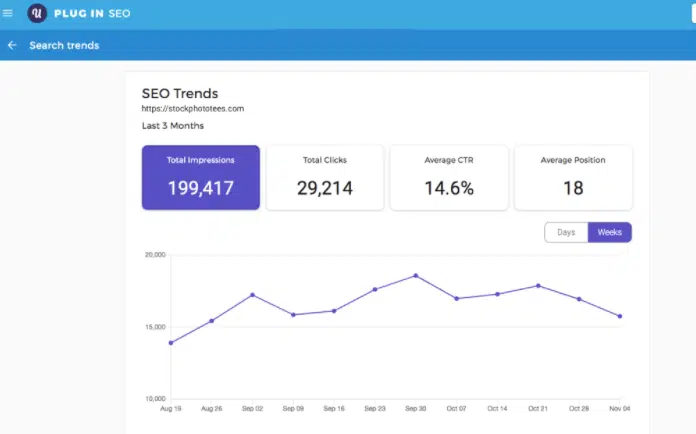 PLUG IN SEO
Search trends
SEO Trends
https://stockphototees.com
Last 3 Months
Total Impressions Total Clicks Average CTR Average Position
199,417 29,214 14.6% 18
Days Weeks
20,000
15,000
10,000
Aug 19 Aug 26 Sep 02 Sep 09 Sep 16 Sep 23 Sep 30 Oct 07 Oct 14 Oct 21 Oct 28 Nov 04